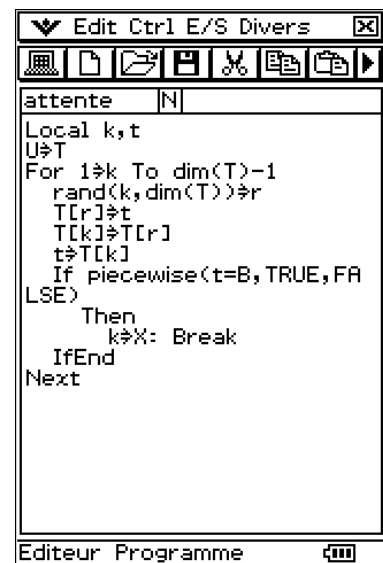 Edit Ctrl E/S Divers
attente N
Local k,t
U⇒T
For 1⇒k To dim(T)-1
rand(k,dim(T))⇒r
T[r]⇒t
T[k]⇒T[r]
t⇒T[k]
If piecewise(t=B,TRUE,FA
LSE)
Then
k⇒X: Break
IfEnd
Next
Editeur Programme